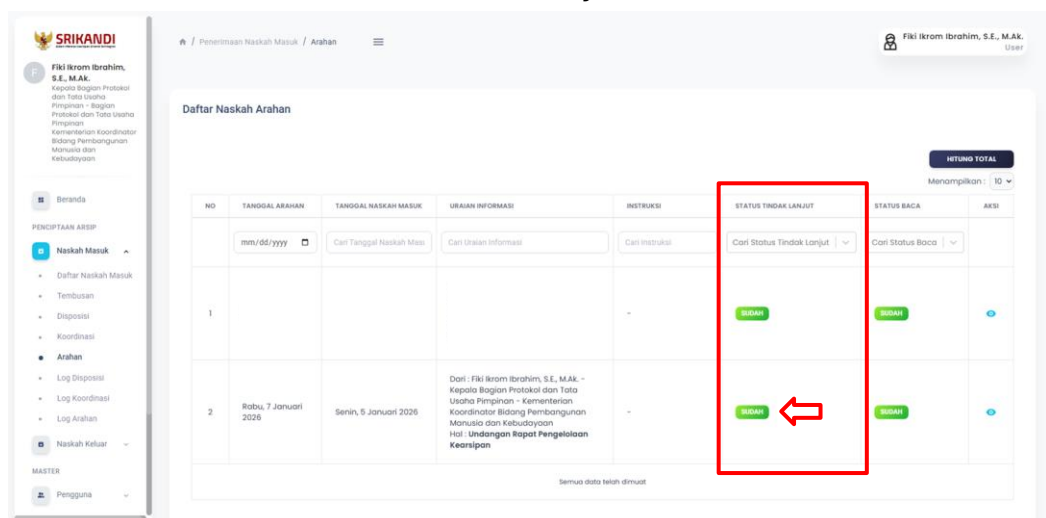 SRIKANDI
Fiki Ikrom Ibrahim,
S.E., M.Ak.
Kepala Bagian Protokol
dan Tata Usaha
Pimpinan - Bagian
Protokol dan Tata Usaha
Pimpinan
Kementerian Koordinator
Bidang Pembangunan
Manusia dan
Kebudayaan
Beranda
PENCIPTAAN ARSIP
Naskah Masuk
Daftar Naskah Masuk
Tembusan
Disposisi
Koordinasi
Arahan
Log Disposisi
Log Koordinasi
Log Arahan
Naskah Keluar
MASTER
Pengguna
/ Penerimaan Naskah Masuk / Arahan
Fiki Ikrom Ibrahim, S.E., M.Ak.
User
Daftar Naskah Arahan
HITUNG TOTAL
Menampilkan : 10
NO TANGGAL ARAHAN TANGGAL NASKAH MASUK URAIAN INFORMASI INSTRUKSI STATUS TINDAK LANJUT STATUS BACA AKSI
mm/dd/yyyy Cari Tanggal Naskah Mas Cari Uraian Informasi Cari Instruksi Cari Status Tindak Lanjut Cari Status Baca
1 - SUDAH SUDAH
Dari : Fiki Ikrom Ibrahim, S.E., M.Ak. -
Kepala Bagian Protokol dan Tata
Usaha Pimpinan - Kementerian
Koordinator Bidang Pembangunan
Manusia dan Kebudayaan
Hal : Undangan Rapat Pengelolaan
Kearsipan
2 Rabu, 7 Januari
2026
Senin, 5 Januari 2026
- SUDAH SUDAH
Semua data telah dimuat